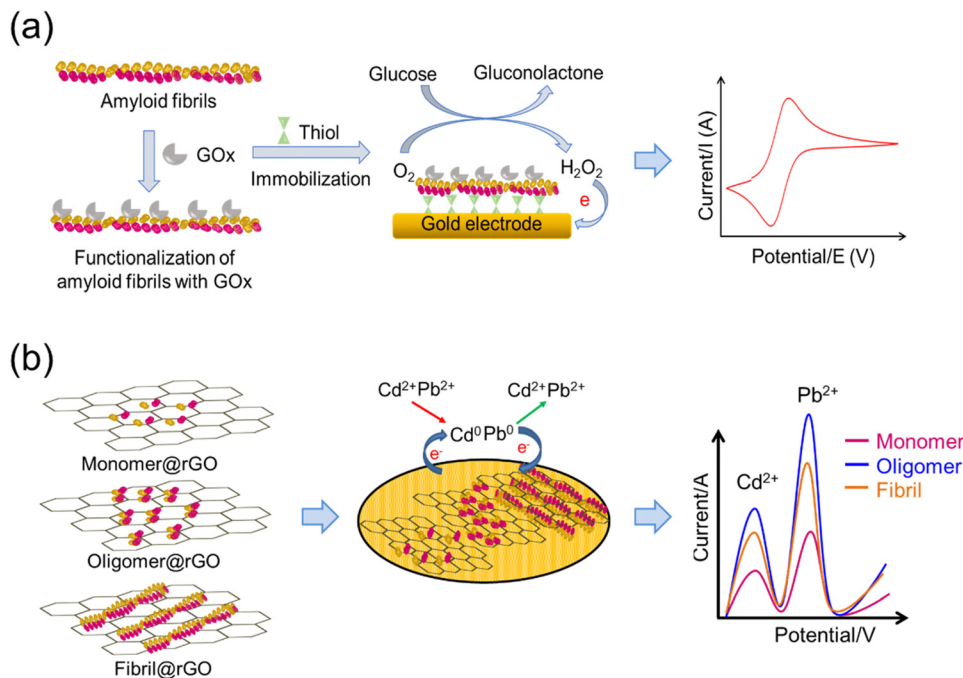 (a)
Amyloid fibrils
GOx
Functionalization of
amyloid fibrils with GOx
Thiol
Immobilization
Glucose
Gluconolactone
O₂
H₂O₂
e
Gold electrode
Current/I (A)
Potential/E (V)
(b)
Monomer@rGO
Oligomer@rGO
Fibril@rGO
Cd²⁺Pb²⁺
Cd²⁺Pb²⁺
Cd⁰Pb⁰
e⁻
e⁻
Pb²⁺
Cd²⁺
Monomer
Oligomer
Fibril
Current/A
Potential/V